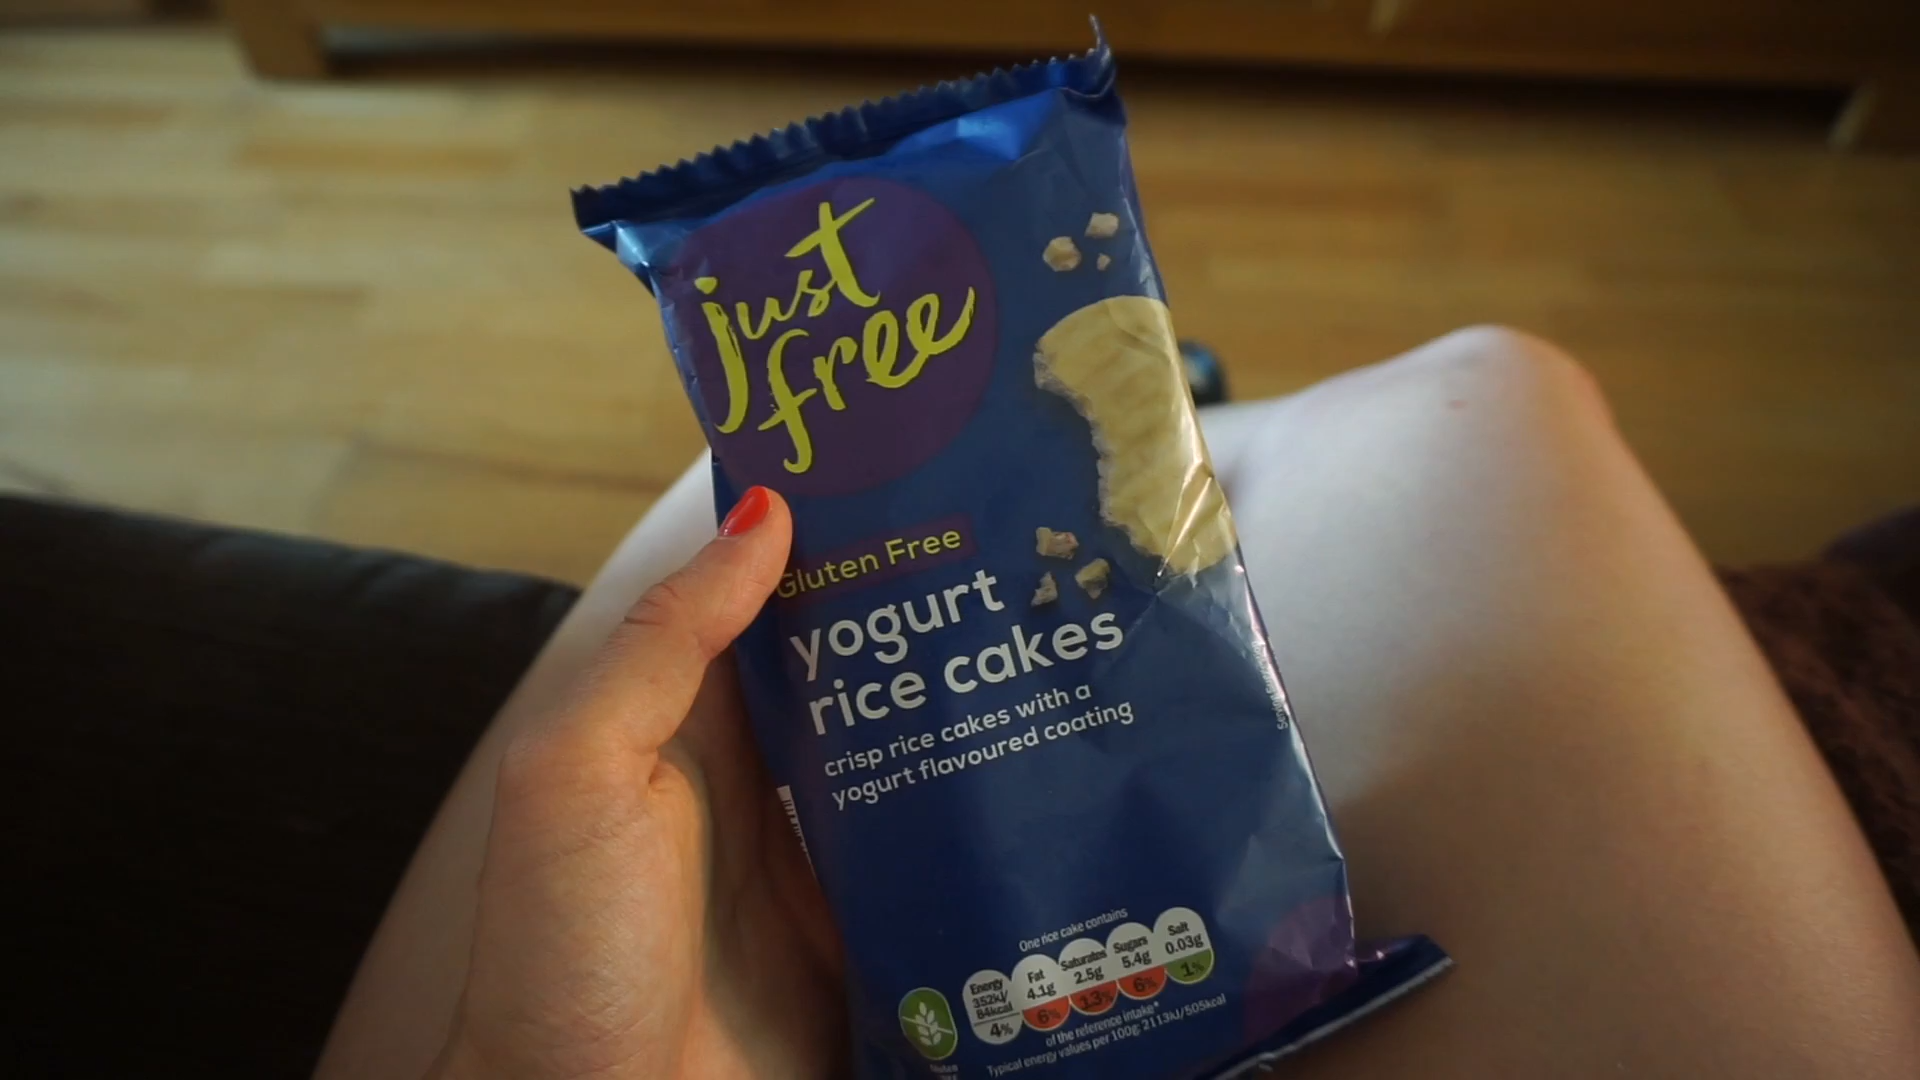 just
free
Gluten Free
yogurt
rice cakes
crisp rice cakes with a
yogurt flavoured coating
One rice cake contains
Energy 352kJ/ 84kcal 4%
Fat 4.1g 6%
Saturates 2.5g 13%
Sugars 5.4g 6%
Salt 0.03g 1%
of the reference intake*
Typical energy values per 100g: 2113kJ/505kcal